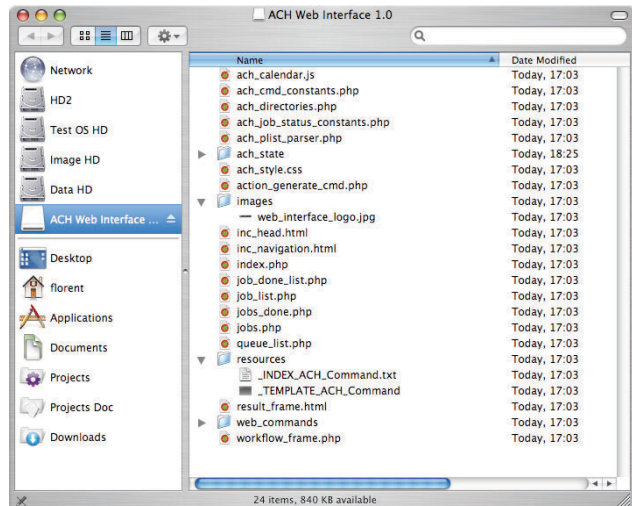 ACH Web Interface 1.0
Name Date Modified
Network
HD2
Test OS HD
Image HD
Data HD
ACH Web Interface ...
Desktop
florent
Applications
Documents
Projects
Projects Doc
Downloads
ach_calendar.js Today, 17:03
ach_cmd_constants.php Today, 17:03
ach_directories.php Today, 17:03
ach_job_status_constants.php Today, 17:03
ach_plist_parser.php Today, 17:03
ach_state Today, 18:25
ach_style.css Today, 17:03
action_generate_cmd.php Today, 17:03
images Today, 17:03
web_interface_logo.jpg Today, 17:03
inc_head.html Today, 17:03
inc_navigation.html Today, 17:03
index.php Today, 17:03
job_done_list.php Today, 17:03
job_list.php Today, 17:03
jobs_done.php Today, 17:03
jobs.php Today, 17:03
queue_list.php Today, 17:03
resources Today, 17:03
_INDEX_ACH_Command.txt Today, 17:03
_TEMPLATE_ACH_Command Today, 17:03
result_frame.html Today, 17:03
web_commands Today, 17:03
workflow_frame.php Today, 17:03
24 items, 840 KB available